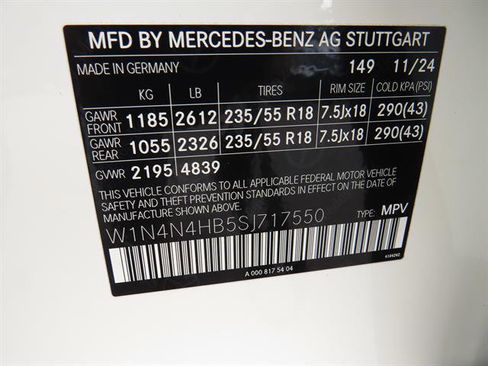 MFD BY MERCEDES-BENZ AG STUTTGART
MADE IN GERMANY 149 11/24
KG LB TIRES RIM SIZE COLD KPA(PSI)
GAWR FRONT 1185 2612 235/55 R18 7.5Jx18 290(43)
GAWR REAR 1055 2326 235/55 R18 7.5Jx18 290(43)
GVWR 2195 4839
THIS VEHICLE CONFORMS TO ALL APPLICABLE FEDERAL MOTOR VEHICLE
SAFETY AND THEFT PREVENTION STANDARDS IN EFFECT ON THE
DATE OF MANUFACTURE SHOWN ABOVE.
W1N4N4HB5SJ717550 TYPE: MPV
A 000 817 54 04